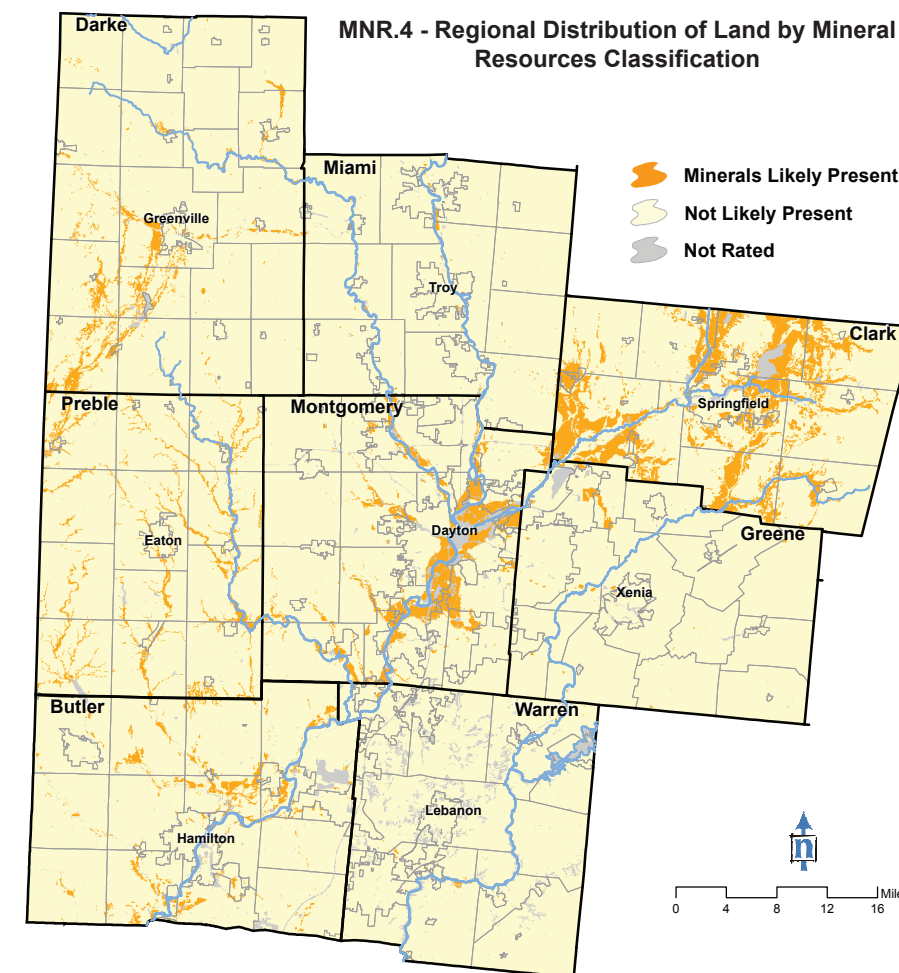 MNR.4 - Regional Distribution of Land by Mineral
Resources Classification
Minerals Likely Present
Not Likely Present
Not Rated
Darke
Miami
Greenville
Troy
Clark
Springfield
Preble
Montgomery
Eaton
Dayton
Greene
Xenia
Butler
Warren
Lebanon
Hamilton
n
Mile
0 4 8 12 16